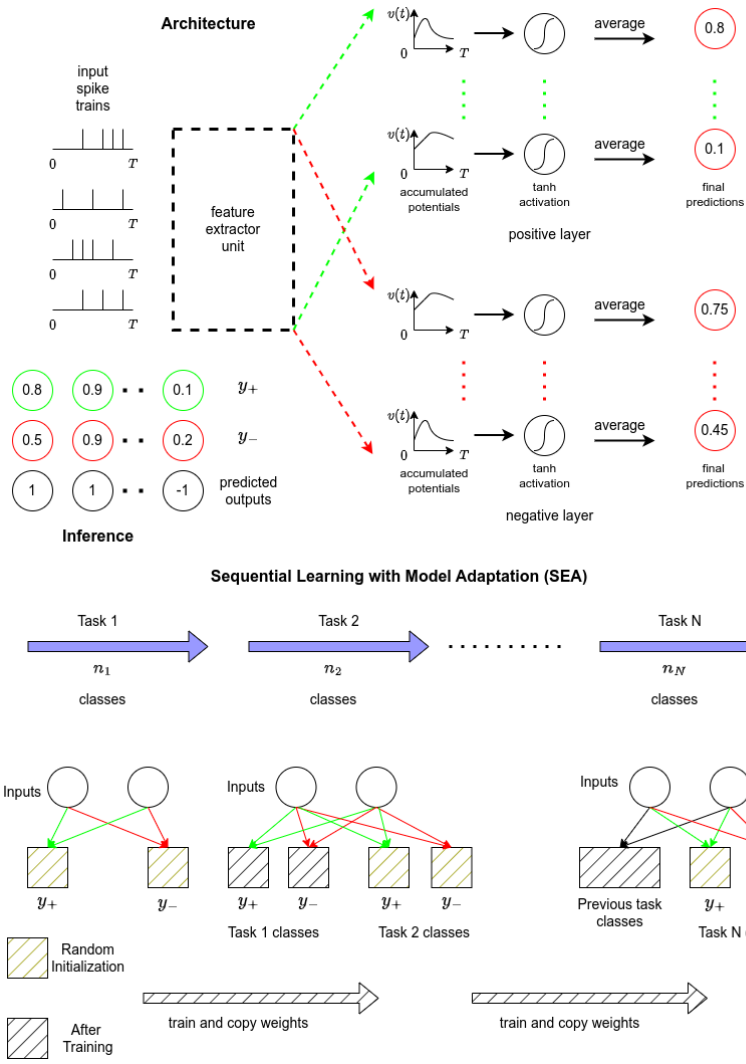 Architecture
input
spike
trains
0 T
0 T
0 T
0 T
feature
extractor
unit
v(t) 0 T average 0.8
v(t) 0 T average 0.1
accumulated
potentials
tanh
activation
final
predictions
positive layer
v(t) 0 T average 0.75
v(t) 0 T average 0.45
accumulated
potentials
tanh
activation
final
predictions
negative layer
0.8 0.9 0.1 y+
0.5 0.9 0.2 y−
1 1 -1 predicted
outputs
Inference
Sequential Learning with Model Adaptation (SEA)
Task 1 Task 2 Task N
n1 n2 nN
classes classes classes
Inputs Inputs Inputs
y+ y− y+ y− y+ y− y+
Task 1 classes Task 2 classes Previous task
classes
Task N
Random
Initialization
After
Training
train and copy weights train and copy weights